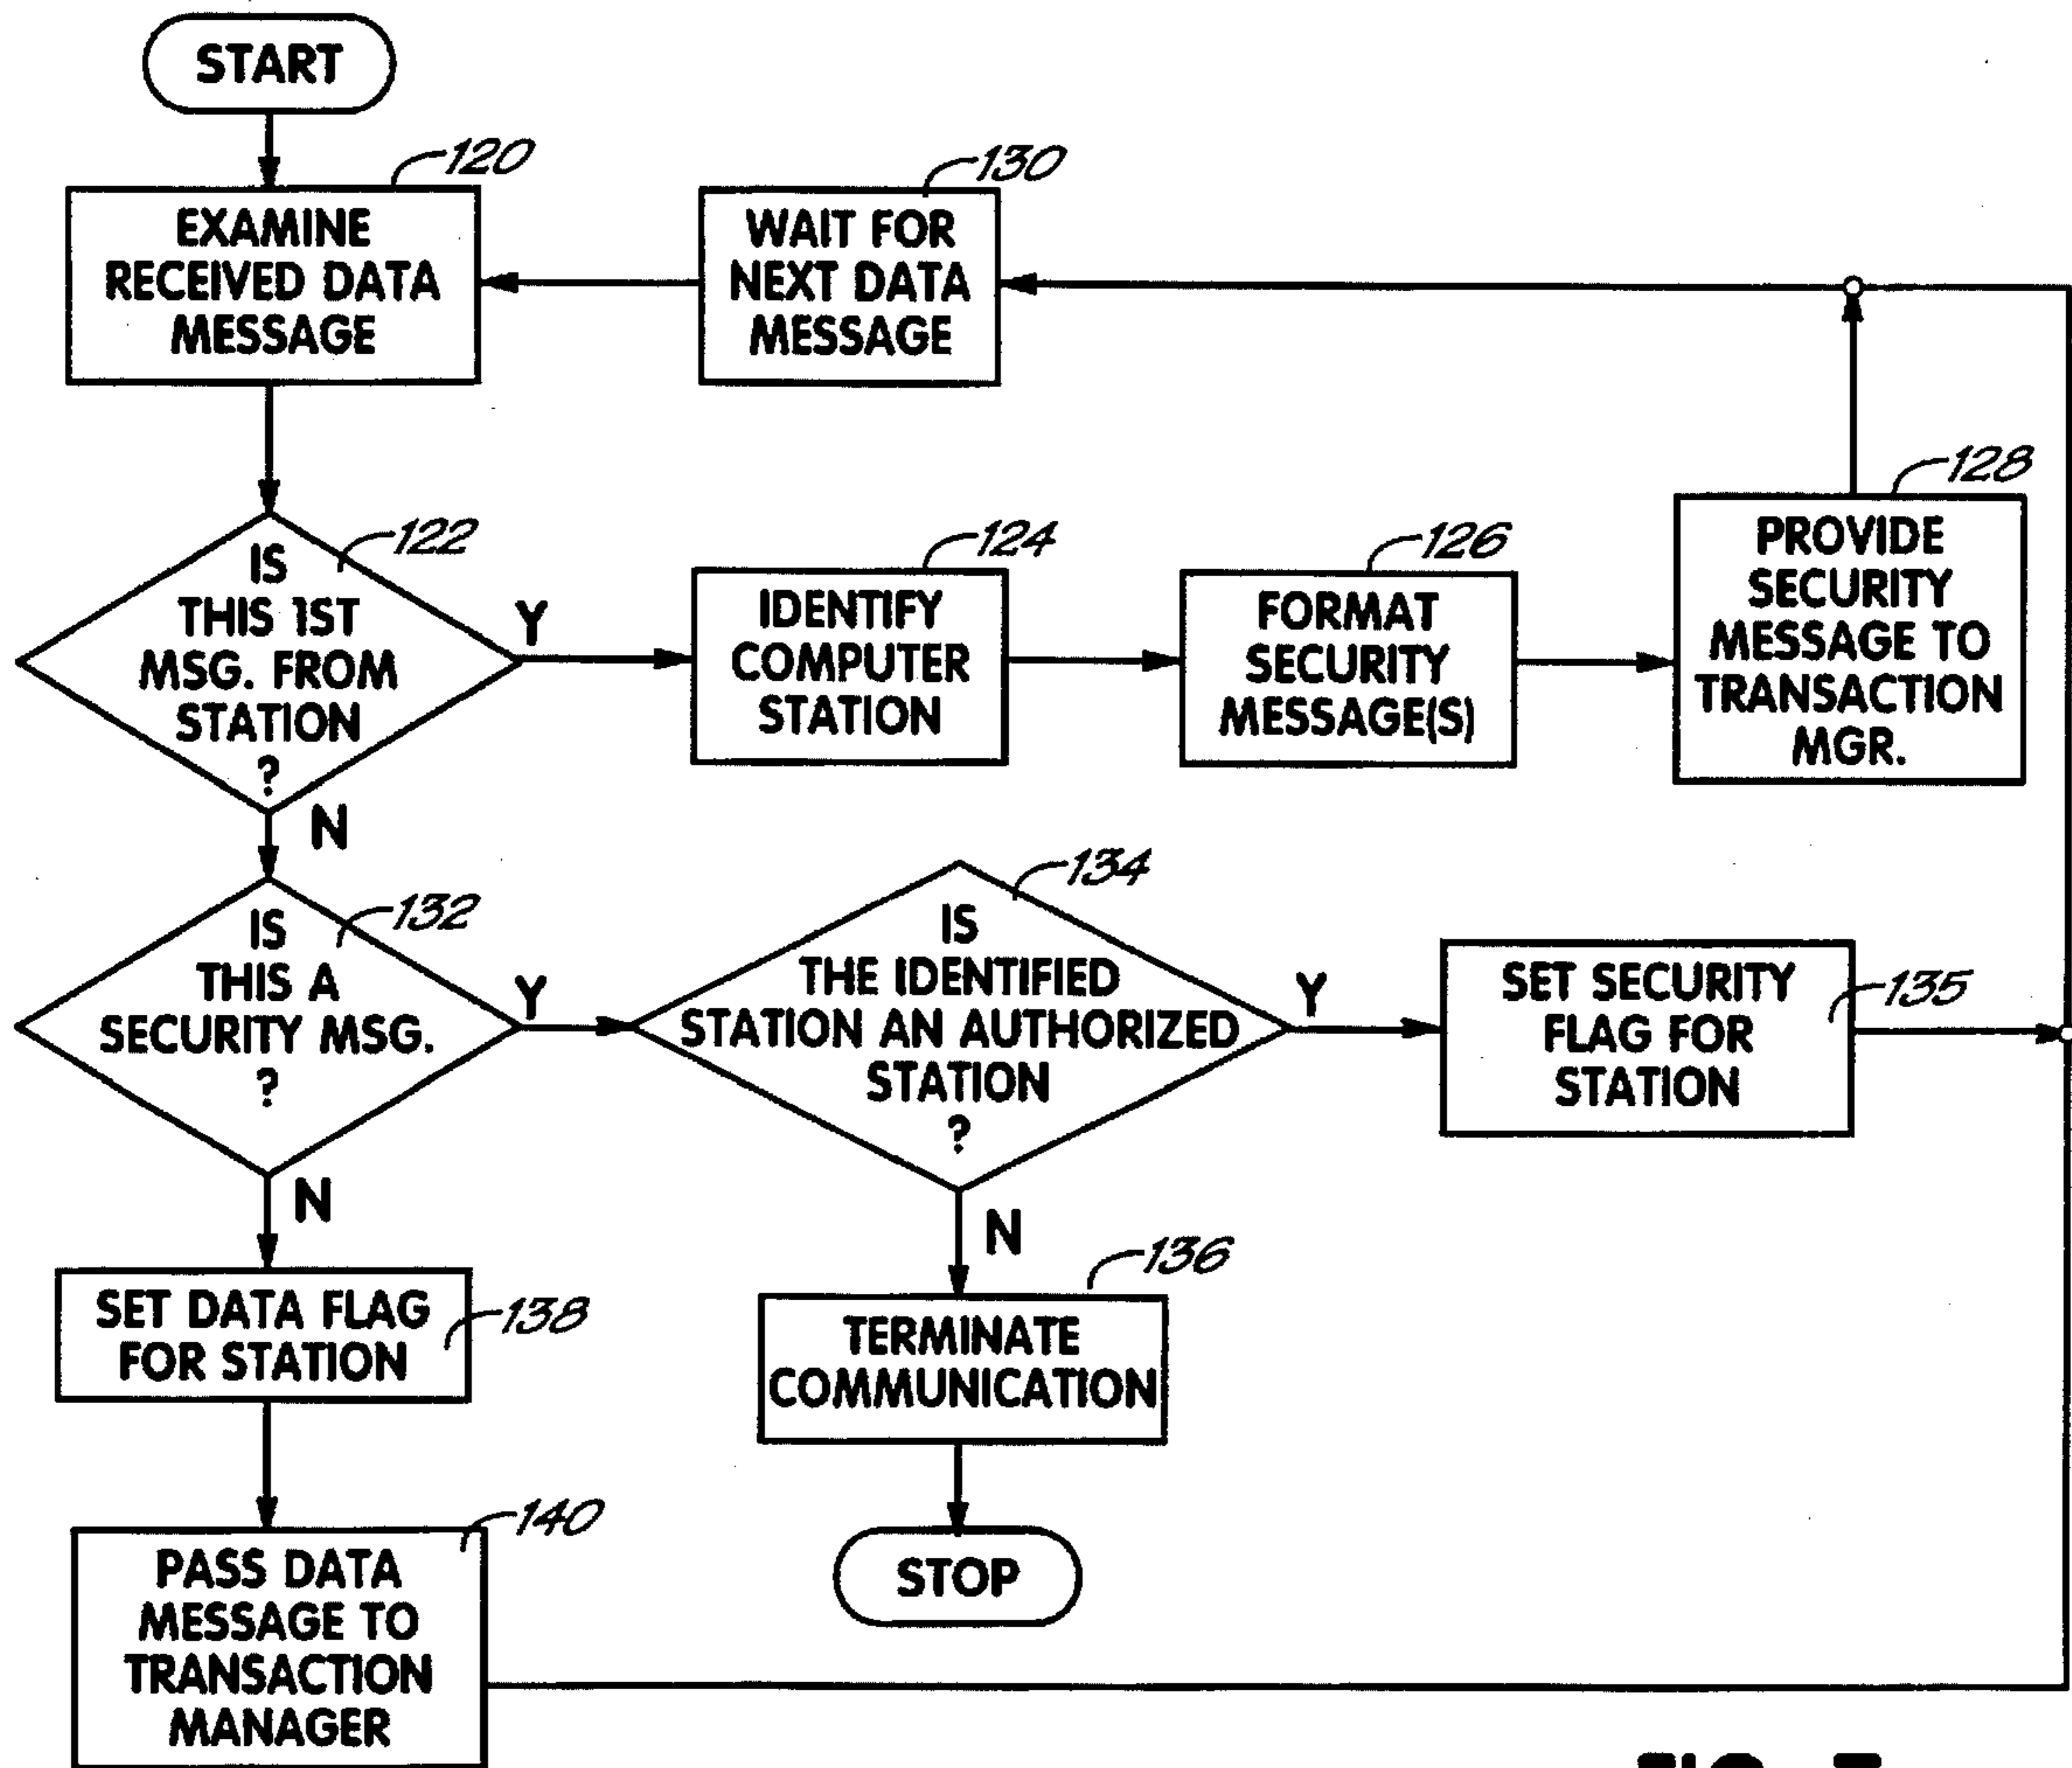 START
120
EXAMINE
RECEIVED DATA
MESSAGE
130
WAIT FOR
NEXT DATA
MESSAGE
122
IS
THIS 1ST
MSG. FROM
STATION
?
Y
N
124
IDENTIFY
COMPUTER
STATION
126
FORMAT
SECURITY
MESSAGE(S)
128
PROVIDE
SECURITY
MESSAGE TO
TRANSACTION
MGR.
132
IS
THIS A
SECURITY MSG.
?
Y
N
134
IS
THE IDENTIFIED
STATION AN AUTHORIZED
STATION
?
Y
N
SET SECURITY
FLAG FOR
STATION
135
136
TERMINATE
COMMUNICATION
STOP
SET DATA FLAG
FOR STATION
138
140
PASS DATA
MESSAGE TO
TRANSACTION
MANAGER